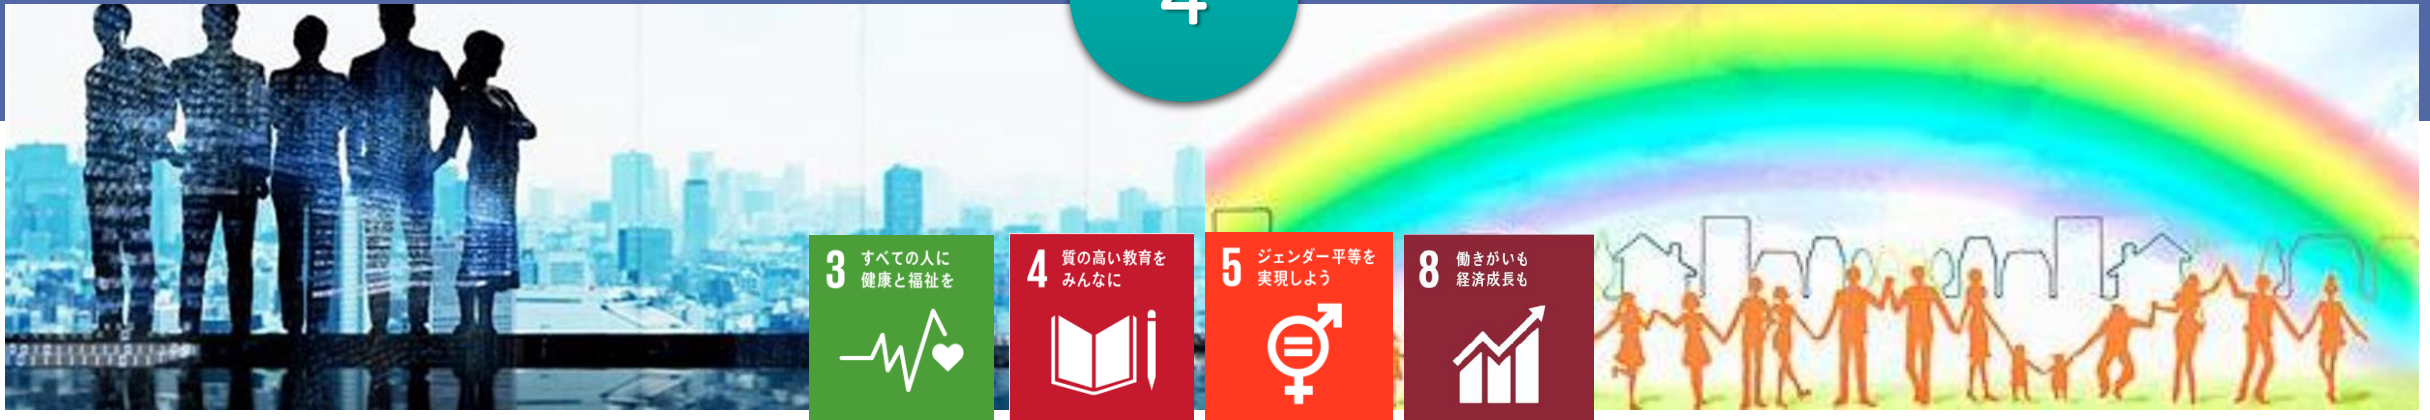 4
3
すべての人に
健康と福祉を
4
質の高い教育を
みんなに
5
ジェンダー平等を
実現しよう
8
働きがいも
経済成長も